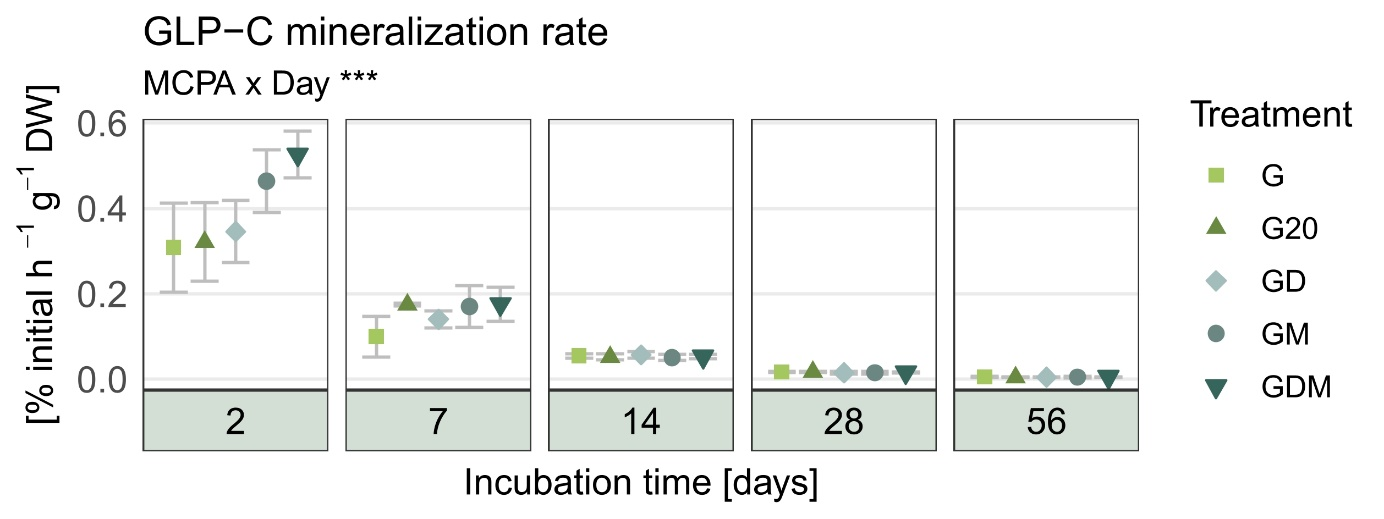 GLP−C mineralization rate
MCPA x Day ***
[% initial h⁻¹ g⁻¹ DW]
0.6
0.4
0.2
0.0
2 7 14 28 56
Incubation time [days]
Treatment
G
G20
GD
GM
GDM